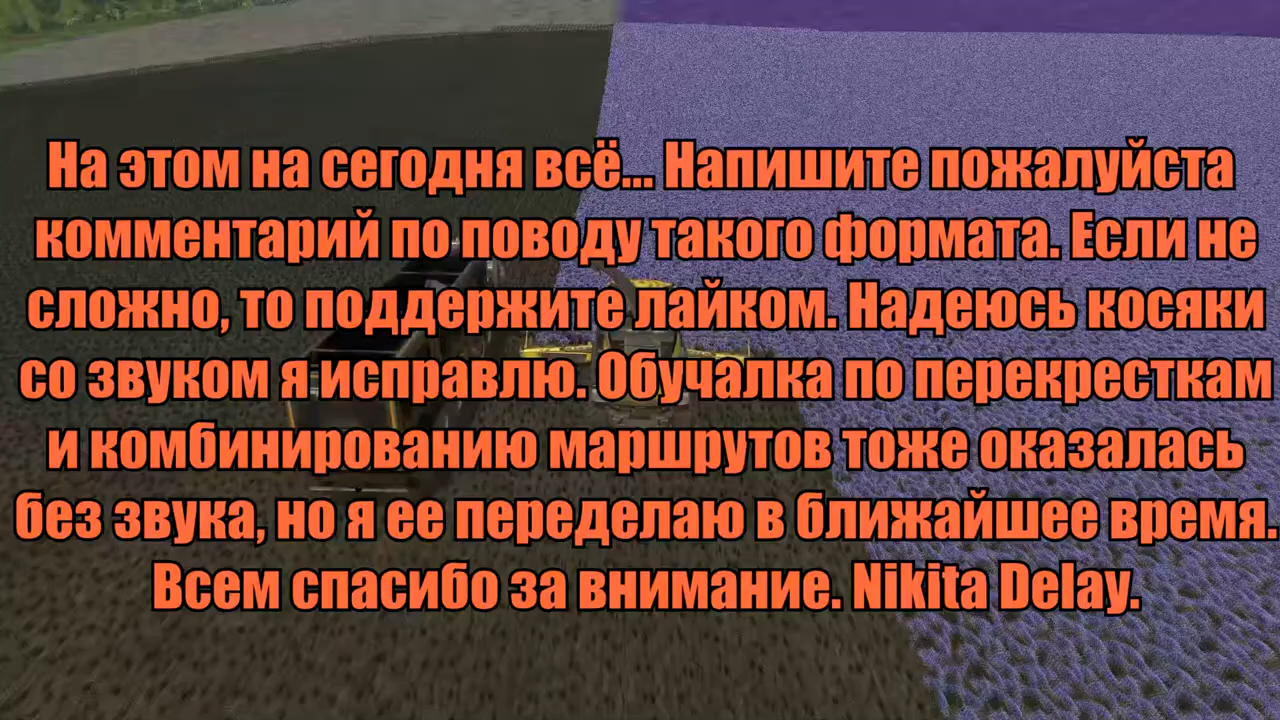 На этом на сегодня всё... Напишите пожалуйста
комментарий по поводу такого формата. Если не
сложно, то поддержите лайком. Надеюсь косяки
со звуком я исправлю. Обучалка по перекресткам
и комбинированию маршрутов тоже оказалась
без звука, но я ее переделаю в ближайшее время.
Всем спасибо за внимание. Nikita Delay.